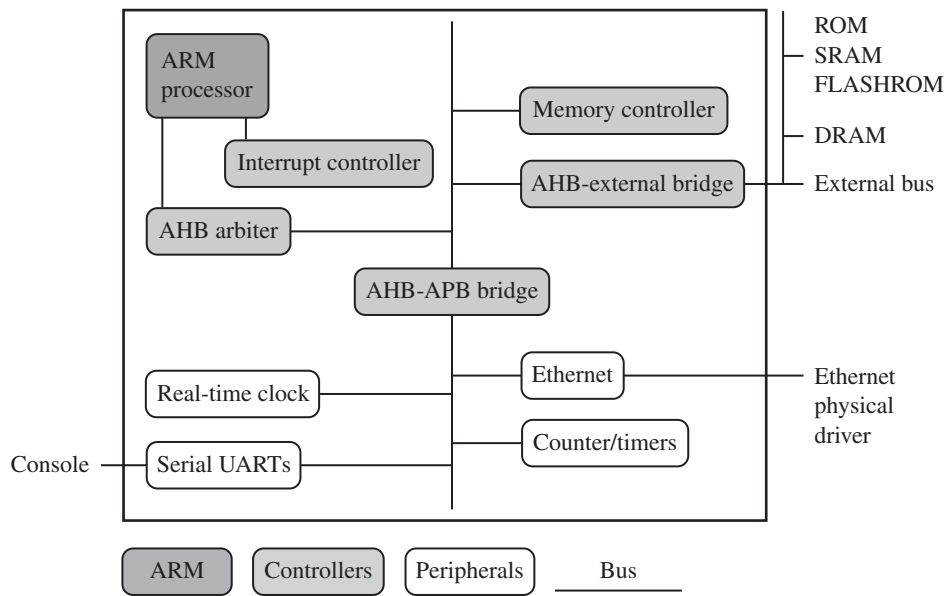 ROM
SRAM
FLASHROM
DRAM
External bus
ARM
processor
Memory controller
Interrupt controller
AHB-external bridge
AHB arbiter
AHB-APB bridge
Ethernet
Ethernet
physical
driver
Real-time clock
Counter/timers
Console
Serial UARTs
ARM
Controllers
Peripherals
Bus